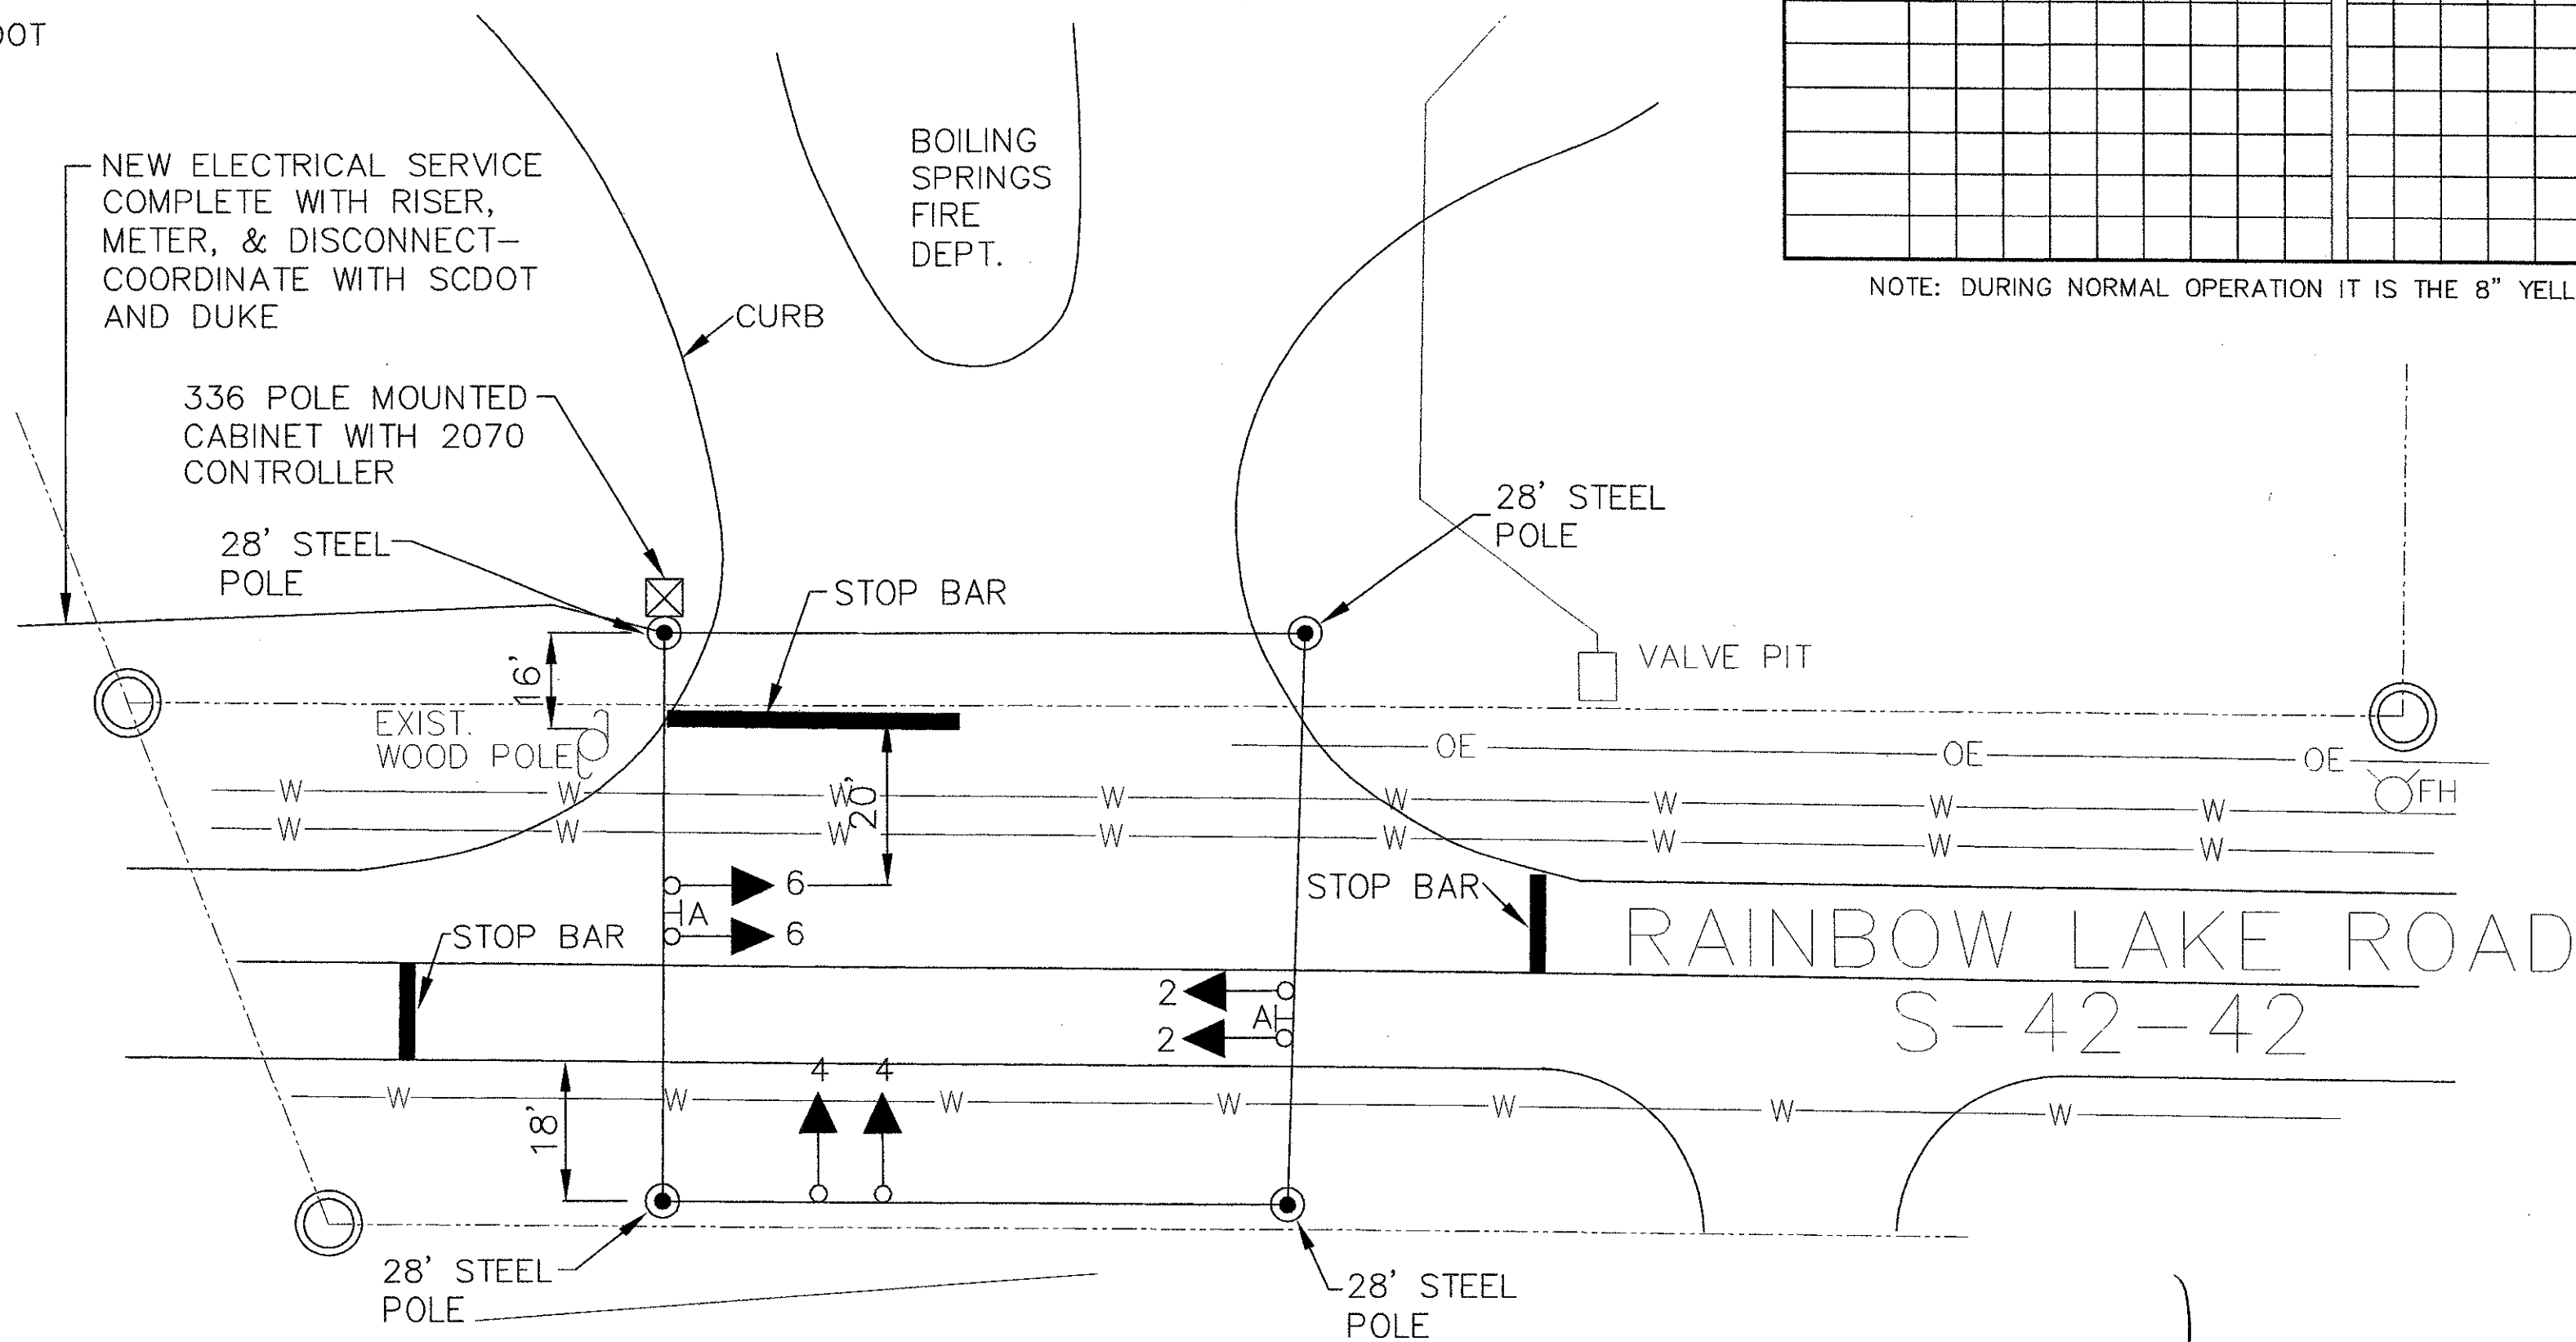 NEW ELECTRICAL SERVICE
COMPLETE WITH RISER,
METER, & DISCONNECT-
COORDINATE WITH SCDOT
AND DUKE
BOILING
SPRINGS
FIRE
DEPT.
NOTE: DURING NORMAL OPERATION IT IS THE 8"
CURB
336 POLE MOUNTED
CABINET WITH 2070
CONTROLLER
28' STEEL
POLE
28' STEEL
POLE
STOP BAR
16'
VALVE PIT
EXIST.
WOOD POLE
OE OE OE
W W W W W W W W
20'
FH
W W W W W W W W
6
A
6
STOP BAR
STOP BAR
RAINBOW LAKE ROAD
S-42-42
2
A
2
4 4
18'
W W W W W W W
28' STEEL
POLE
28' STEEL
POLE